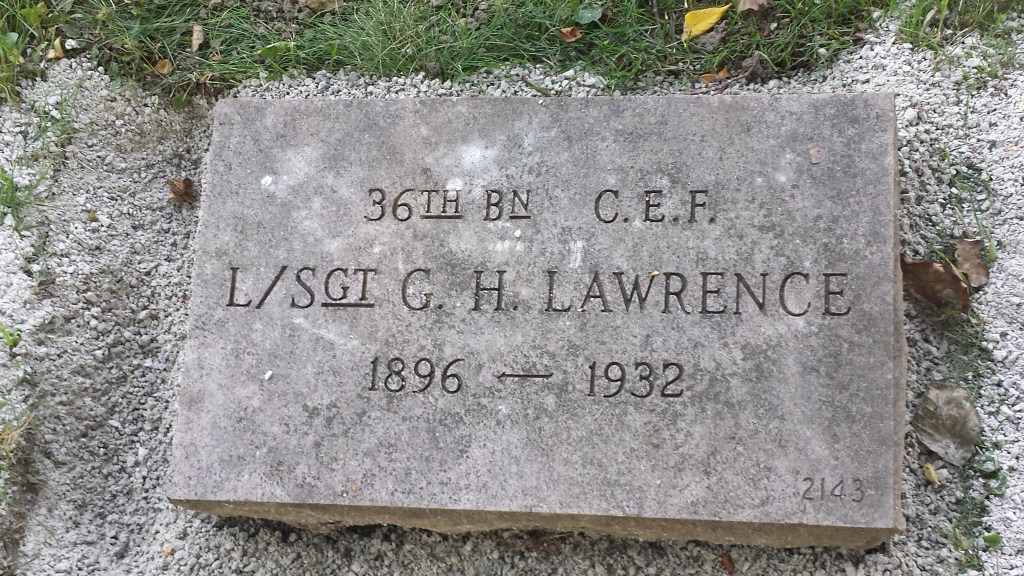 36TH BN C.E.F.
L/SGT G. H. LAWRENCE
1896 — 1932
2143